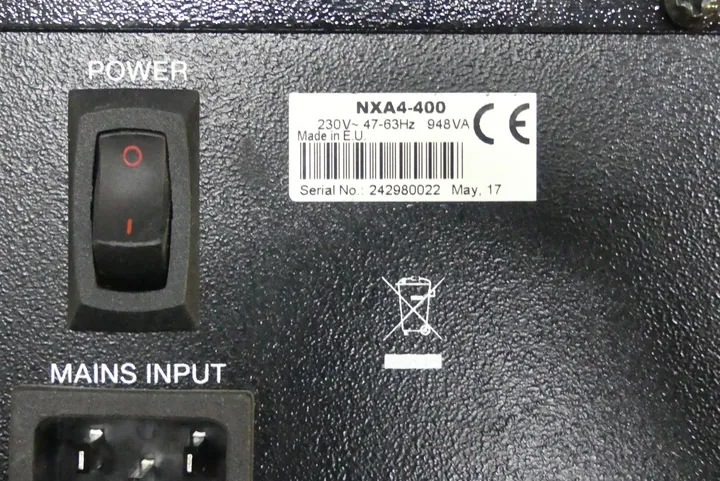 POWER
O
I
NXA4-400
230V~ 47-63Hz 948VA
CE
Made in E.U.
Serial No.: 242980022 May, 17
MAINS INPUT